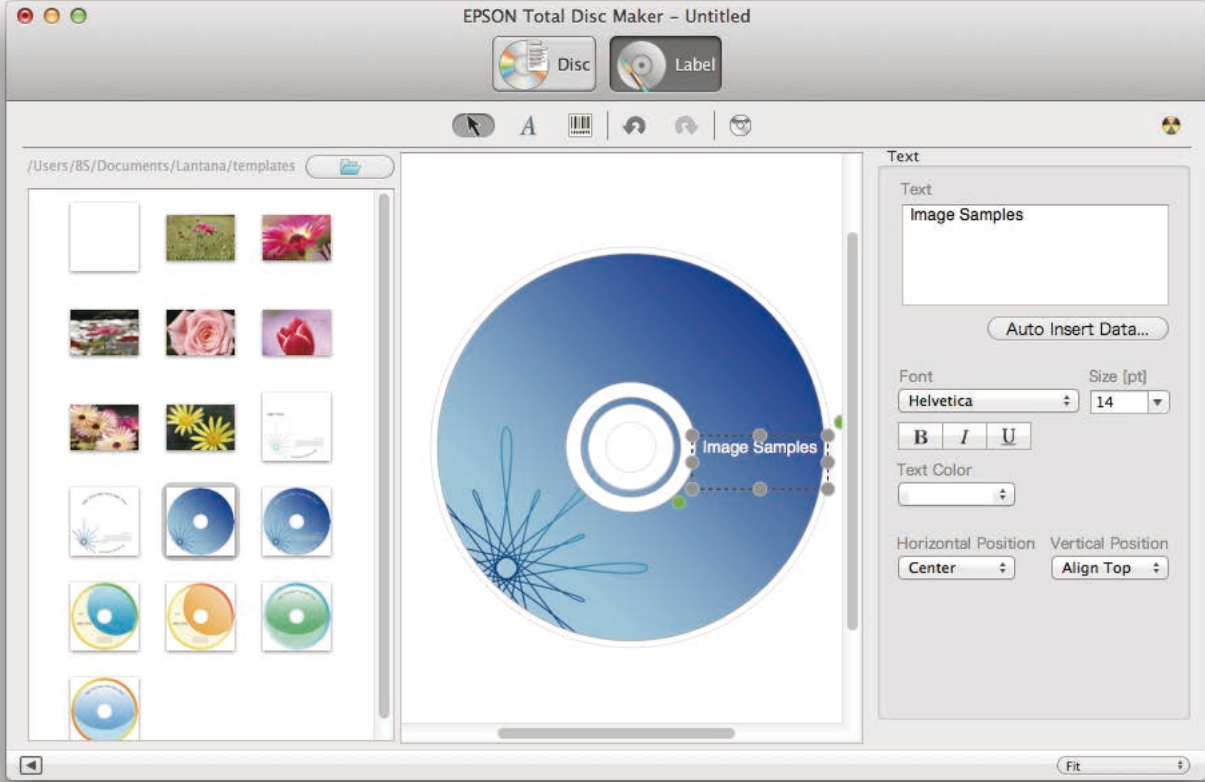 EPSON Total Disc Maker – Untitled
Disc
Label
A
/Users/8S/Documents/Lantana/templates
Text
Text
Image Samples
Auto Insert Data...
Font
Size [pt]
Helvetica
14
B I U
Text Color
Horizontal Position
Vertical Position
Center
Align Top
Image Samples
Fit